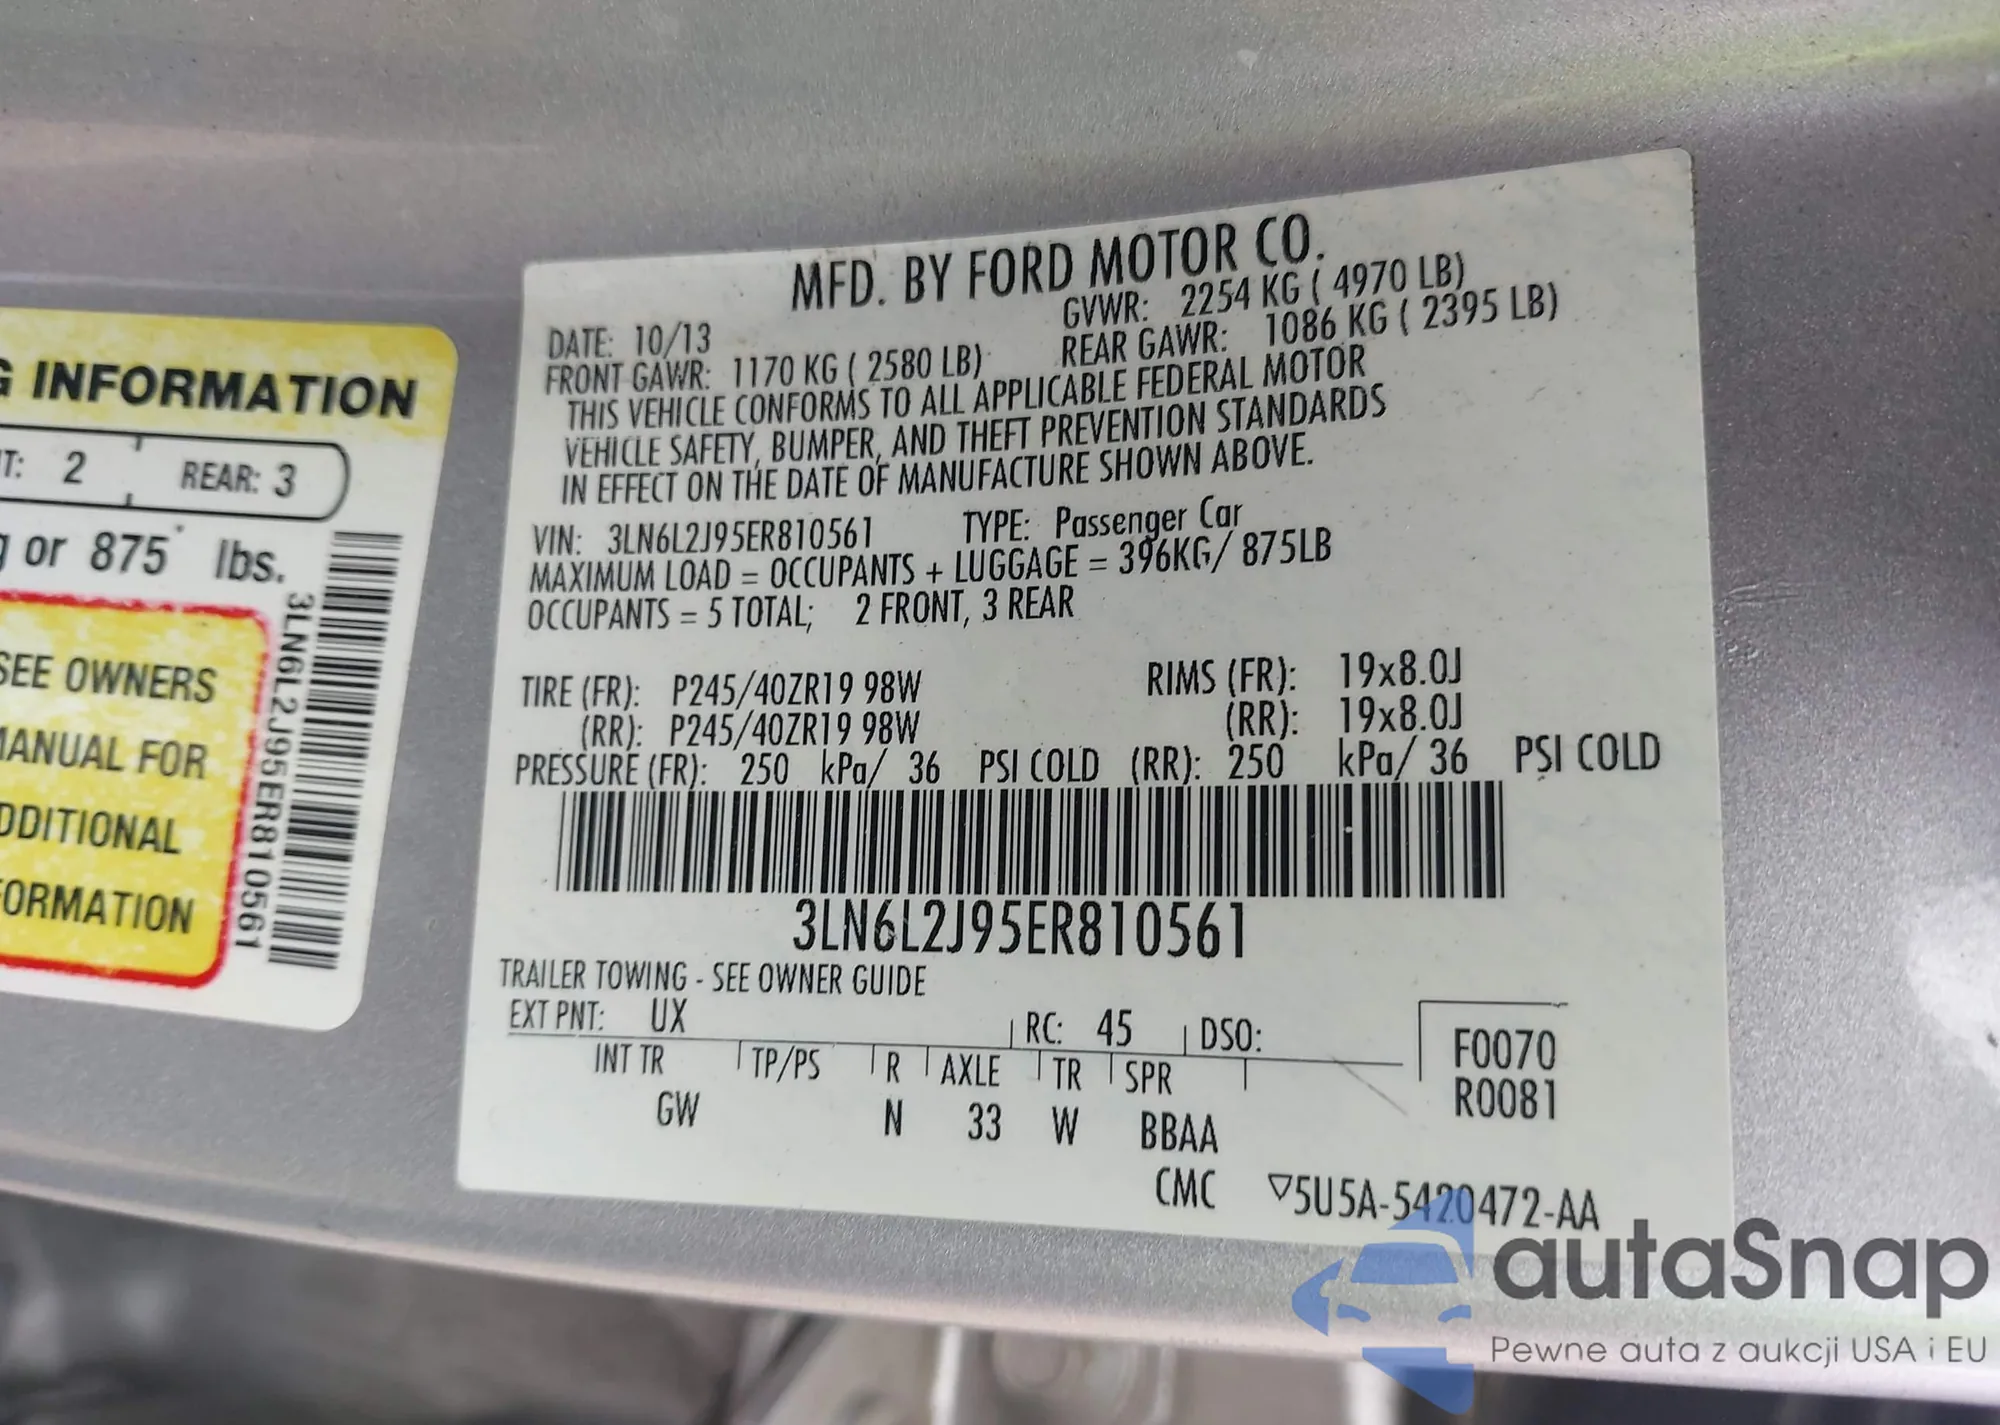 G INFORMATION
T: 2 REAR: 3
g or 875 lbs.
SEE OWNERS
MANUAL FOR
ADDITIONAL
FORMATION
3LN6L2J95ER810561
MFD. BY FORD MOTOR CO.
DATE: 10/13 GVWR: 2254 KG ( 4970 LB)
FRONT GAWR: 1170 KG ( 2580 LB) REAR GAWR: 1086 KG ( 2395 LB)
THIS VEHICLE CONFORMS TO ALL APPLICABLE FEDERAL MOTOR
VEHICLE SAFETY, BUMPER, AND THEFT PREVENTION STANDARDS
IN EFFECT ON THE DATE OF MANUFACTURE SHOWN ABOVE.
VIN: 3LN6L2J95ER810561 TYPE: Passenger Car
MAXIMUM LOAD = OCCUPANTS + LUGGAGE = 396KG/ 875LB
OCCUPANTS = 5 TOTAL; 2 FRONT, 3 REAR
TIRE (FR): P245/40ZR19 98W RIMS (FR): 19x8.0J
(RR): P245/40ZR19 98W (RR): 19x8.0J
PRESSURE (FR): 250 kPa/ 36 PSI COLD (RR): 250 kPa/ 36 PSI COLD
3LN6L2J95ER810561
TRAILER TOWING - SEE OWNER GUIDE
EXT PNT: UX RC: 45 DSO:
INT TR TP/PS R AXLE TR SPR
GW N 33 W BBAA
F0070
R0081
CMC ▽5U5A-5420472-AA
autaSnap
Pewne auta z aukcji USA i EU